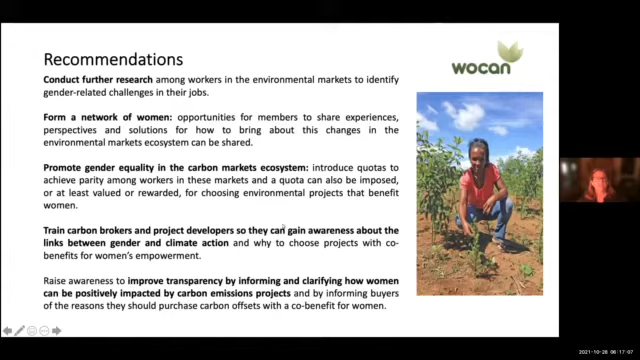 Recommendations
wocan
Conduct further research among workers in the environmental markets to identify
gender-related challenges in their jobs.
Form a network of women: opportunities for members to share experiences,
perspectives and solutions for how to bring about this changes in the
environmental markets ecosystem can be shared.
Promote gender equality in the carbon markets ecosystem: introduce quotas to
achieve parity among workers in these markets and a quota can also be imposed,
or at least valued or rewarded, for choosing environmental projects that benefit
women.
Train carbon brokers and project developers so they can gain awareness about the
links between gender and climate action and why to choose projects with co-
benefits for women's empowerment.
Raise awareness to improve transparency by informing and clarifying how women
can be positively impacted by carbon emissions projects and by informing buyers
of the reasons they should purchase carbon offsets with a co-benefit for women.
2021-10-28 06:17:07